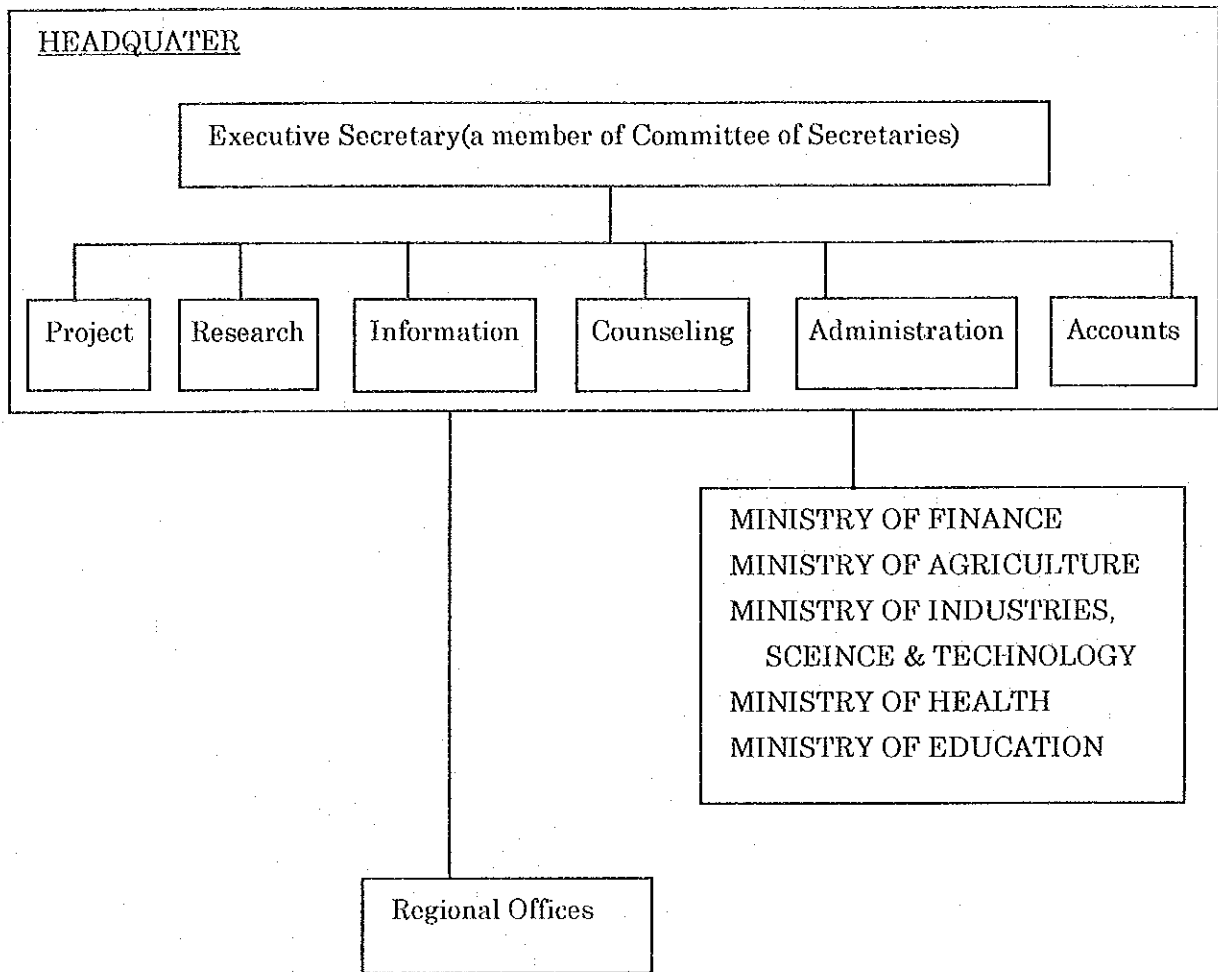 HEADQUATER
Executive Secretary(a member of Committee of Secretaries)
Project
Research
Information
Counseling
Administration
Accounts
MINISTRY OF FINANCE
MINISTRY OF AGRICULTURE
MINISTRY OF INDUSTRIES,
SCEINCE & TECHNOLOGY
MINISTRY OF HEALTH
MINISTRY OF EDUCATION
Regional Offices